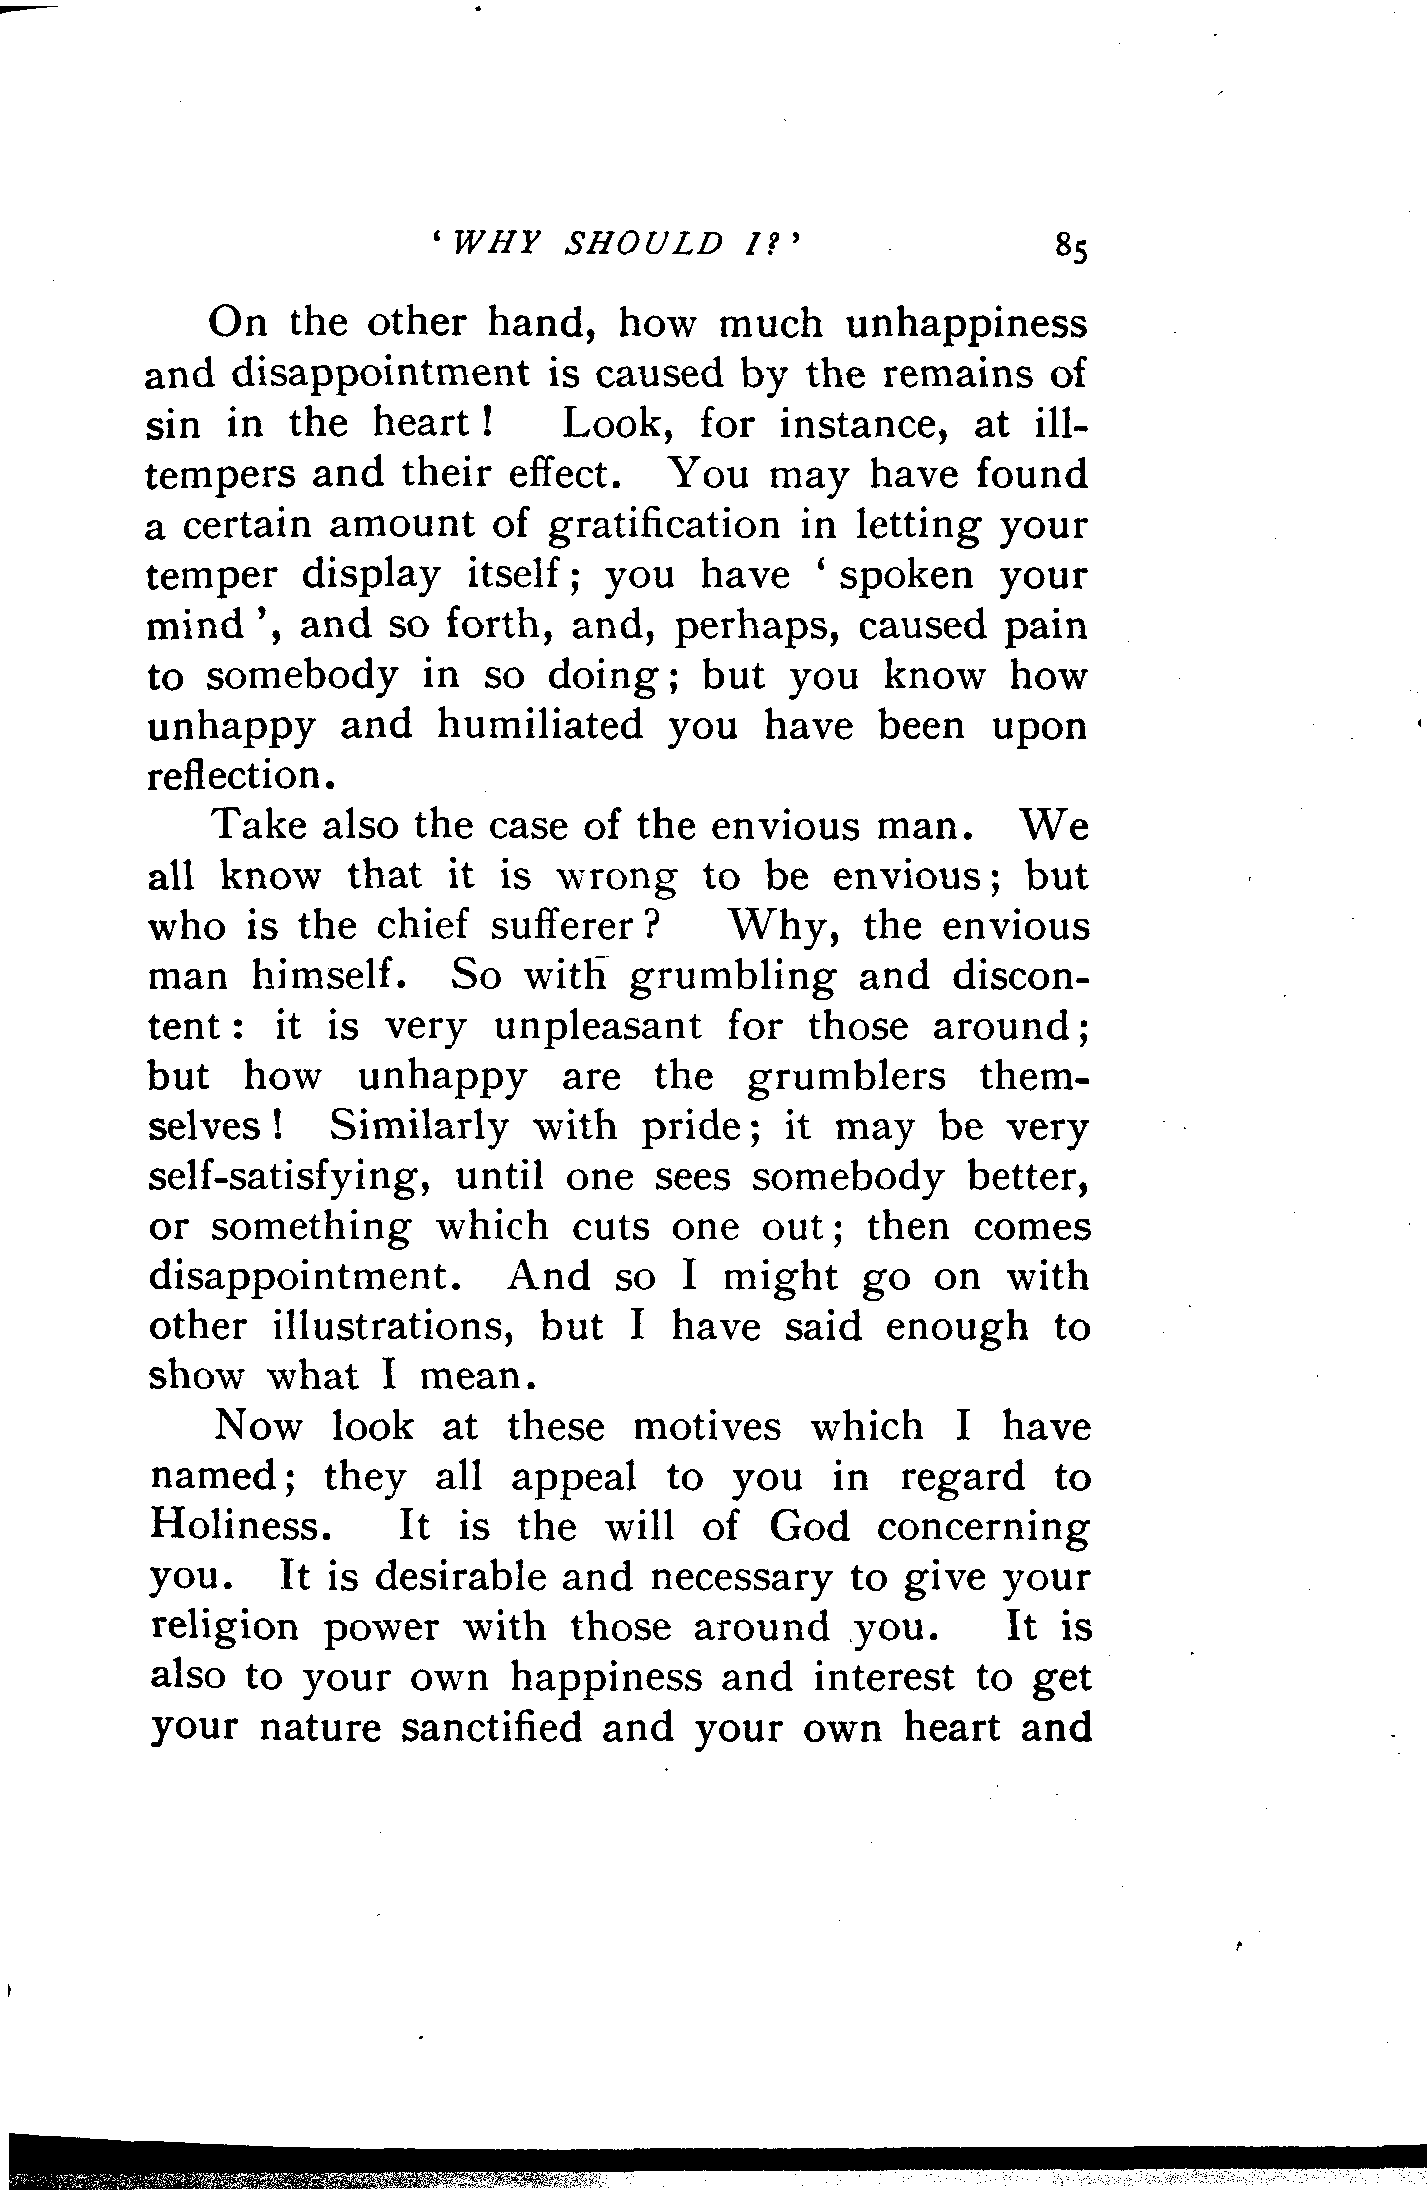 ‘ WHY SHOULD I? ’ 85
On the other hand, how much unhappiness
and disappointment is caused by the remains of
sin in the heart ! Look, for instance, at ill-
tempers and their effect. You may have found
a certain amount of gratification in letting your
temper display itself ; you have ‘ spoken your
mind ’, and so forth, and, perhaps, caused pain
to somebody in so doing ; but you know how
unhappy and humiliated you have been upon
reflection.
Take also the case of the envious man. We
all know that it is wrong to be envious ; but
who is the chief sufferer ? Why, the envious
man himself. So with grumbling and discon-
tent : it is very unpleasant for those around ;
but how unhappy are the grumblers them-
selves ! Similarly with pride ; it may be very
self-satisfying, until one sees somebody better,
or something which cuts one out ; then comes
disappointment. And so I might go on with
other illustrations, but I have said enough to
show what I mean.
Now look at these motives which I have
named ; they all appeal to you in regard to
Holiness. It is the will of God concerning
you. It is desirable and necessary to give your
religion power with those around you. It is
also to your own happiness and interest to get
your nature sanctified and your own heart and